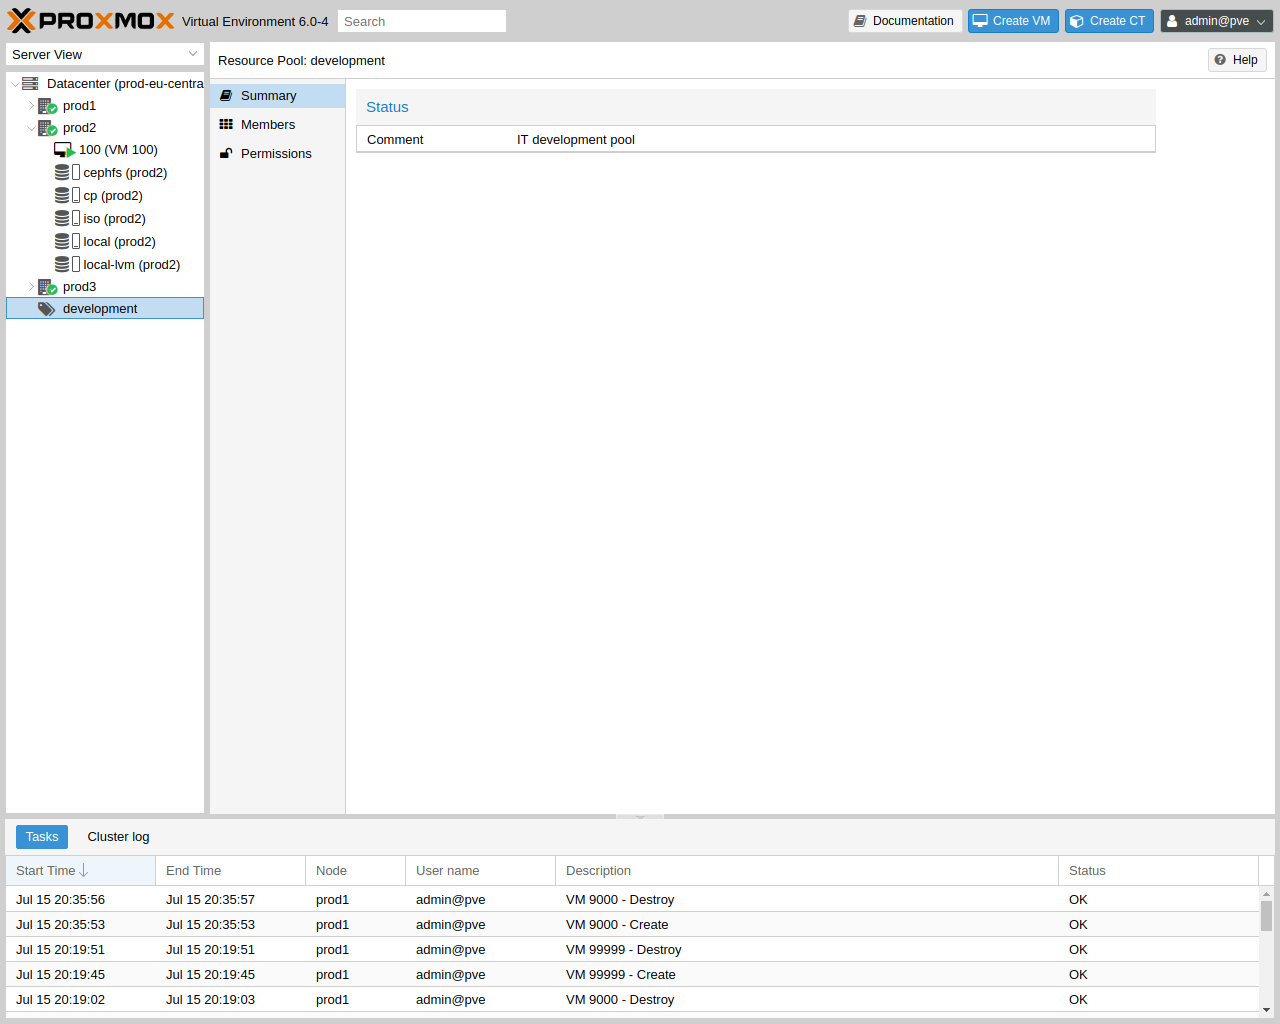 PROXMOX Virtual Environment 6.0-4 Search Documentation Create VM Create CT admin@pve
Server View
Datacenter (prod-eu-centra
prod1
prod2
100 (VM 100)
cephfs (prod2)
cp (prod2)
iso (prod2)
local (prod2)
local-lvm (prod2)
prod3
development
Resource Pool: development Help
Summary
Members
Permissions
Status
Comment IT development pool
Tasks Cluster log
Start Time End Time Node User name Description Status
Jul 15 20:35:56 Jul 15 20:35:57 prod1 admin@pve VM 9000 - Destroy OK
Jul 15 20:35:53 Jul 15 20:35:53 prod1 admin@pve VM 9000 - Create OK
Jul 15 20:19:51 Jul 15 20:19:51 prod1 admin@pve VM 99999 - Destroy OK
Jul 15 20:19:45 Jul 15 20:19:45 prod1 admin@pve VM 99999 - Create OK
Jul 15 20:19:02 Jul 15 20:19:03 prod1 admin@pve VM 9000 - Destroy OK